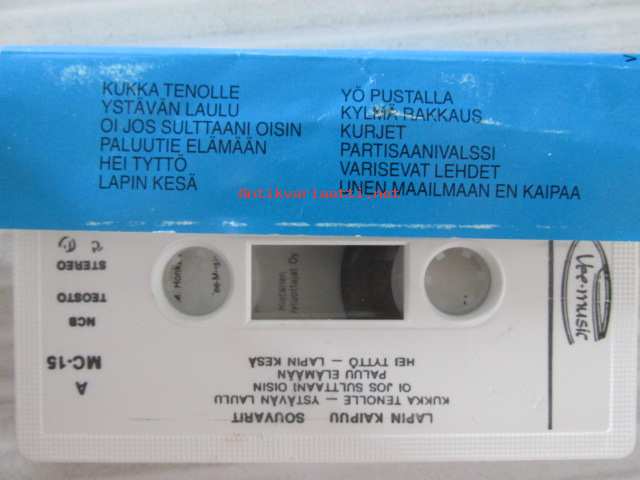 KUKKA TENOLLE
YSTÄVÄN LAULU
OI JOS SULTTAANI OISIN
PALUUTIE ELÄMÄÄN
HEI TYTTÖ
LAPIN KESÄ
YÖ PUSTALLA
KYLMÄ RAKKAUS
KURJET
PARTISAANIVALSSI
VARISEVAT LEHDET
UNEN MAAILMAAN EN KAIPAA
Antikvariaatti.net
LAPIN KAIPUU SOUVARIT
KUKKA TENOLLE — YSTÄVÄN LAULU
OI JOS SULTTAANI OISIN
PALUU ELÄMÄÄN
HEI TYTTÖ — LAPIN KESÄ
A
MC-15
NCB
TEOSTO
STEREO
Vee-music